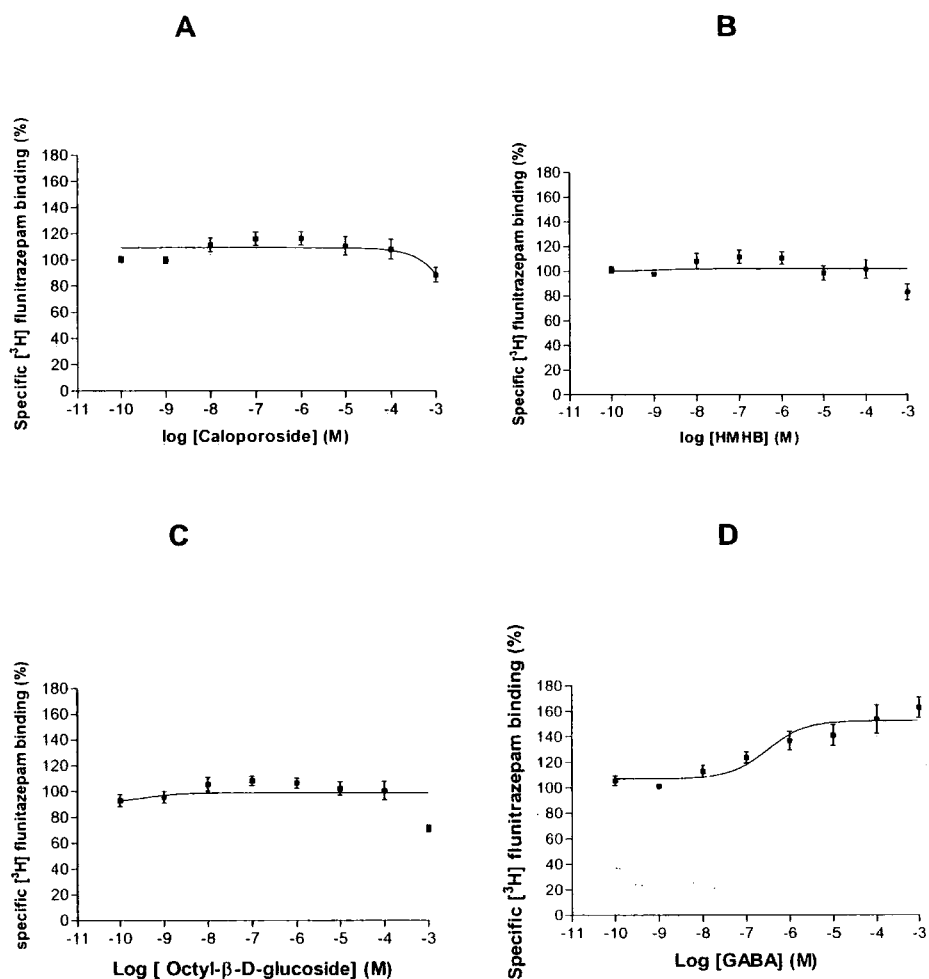 A
B
Specific [³H] flunitrazepam binding (%)
180
160
140
120
100
80
60
40
20
0
-11 -10 -9 -8 -7 -6 -5 -4 -3
log [Caloporoside] (M)
Specific [³H] flunitrazepam binding (%)
180
160
140
120
100
80
60
40
20
0
-11 -10 -9 -8 -7 -6 -5 -4 -3
log [HMHB] (M)
C
D
specific [³H] flunitazepam binding (%)
180
160
140
120
100
80
60
40
20
0
-11 -10 -9 -8 -7 -6 -5 -4 -3
Log [ Octyl-β-D-glucoside] (M)
Specific [³H] flunitrazepam binding (%)
180
160
140
120
100
80
60
40
20
0
-11 -10 -9 -8 -7 -6 -5 -4 -3
Log [GABA] (M)